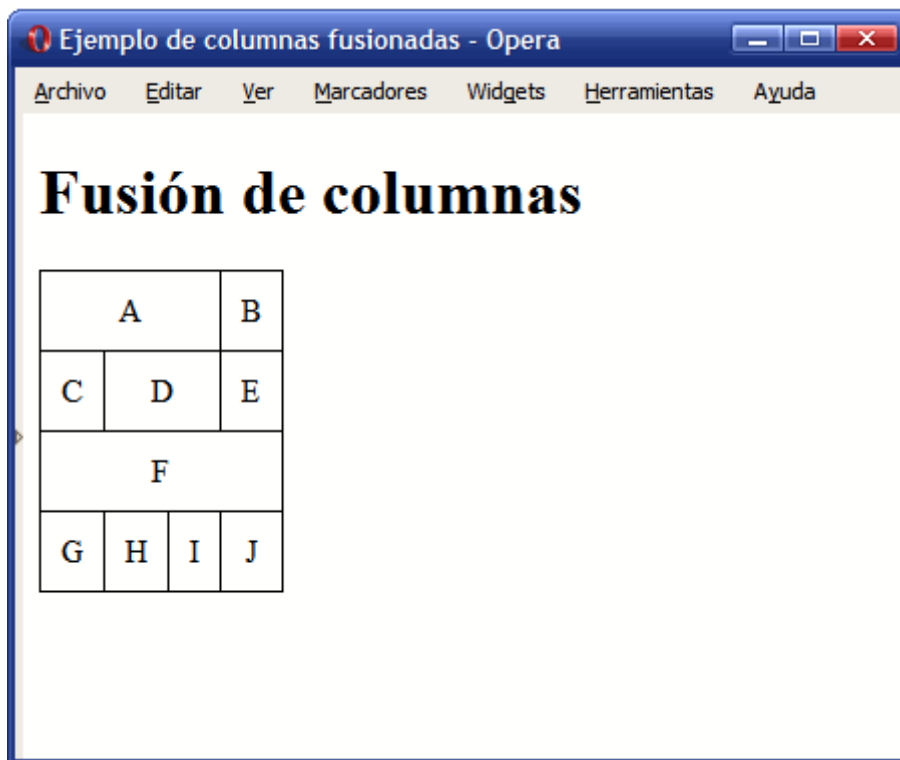 Ejemplo de columnas fusionadas - Opera
Archivo Editar Ver Marcadores Widgets Herramientas Ayuda
Fusión de columnas
A B
C D E
F
G H I J